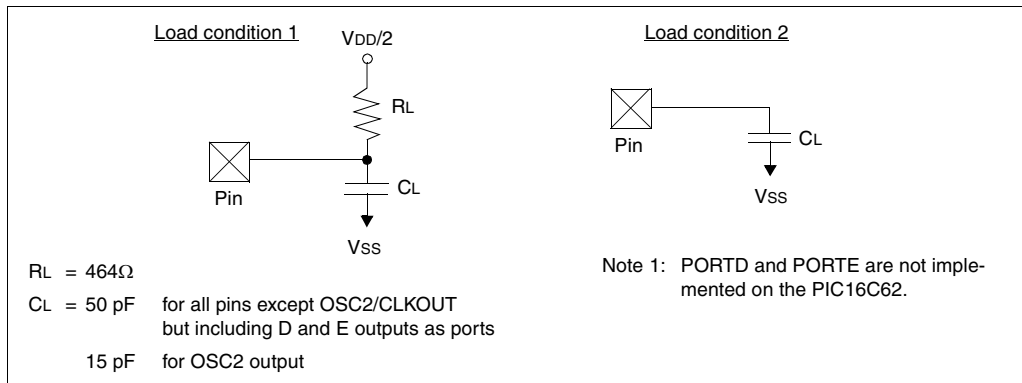 Load condition 1
VDD/2
RL
Pin
CL
VSS
RL = 464Ω
CL = 50 pF for all pins except OSC2/CLKOUT
but including D and E outputs as ports
15 pF for OSC2 output
Load condition 2
Pin
CL
VSS
Note 1: PORTD and PORTE are not imple-
mented on the PIC16C62.